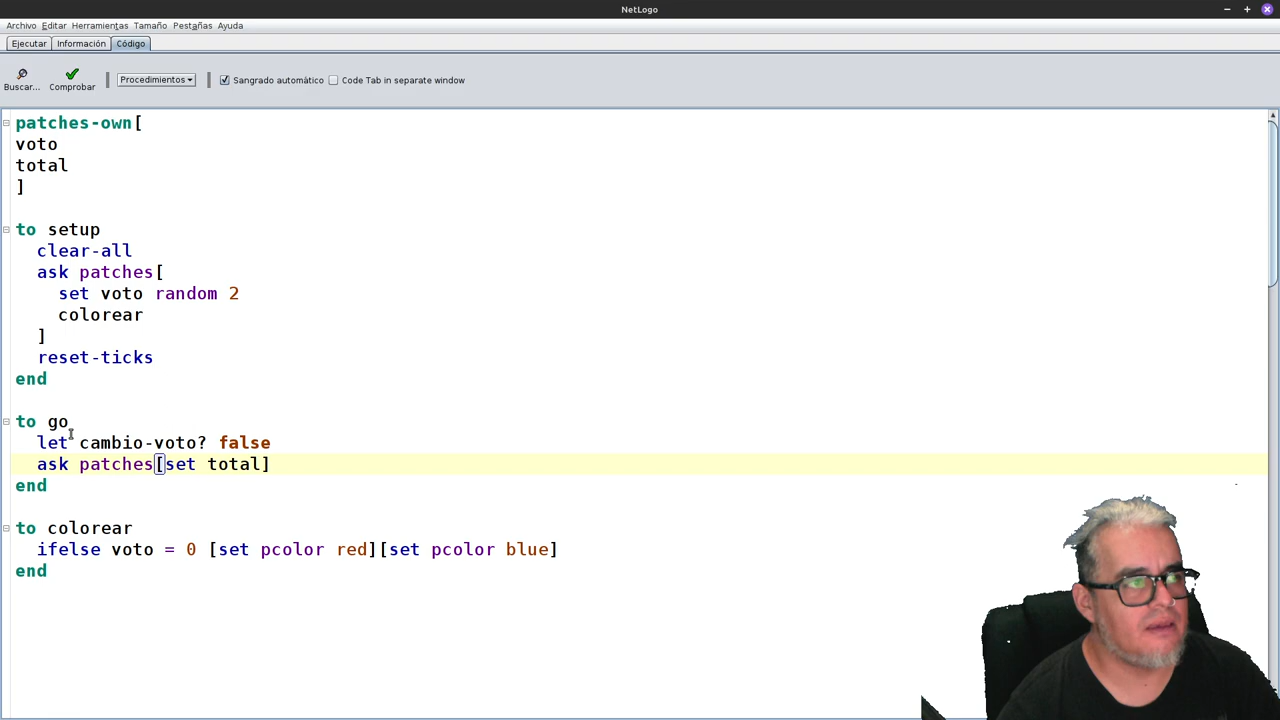 NetLogo
Archivo Editar Herramientas Tamaño Pestañas Ayuda
Ejecutar Información Código
Buscar... Comprobar Procedimientos Sangrado automático Code Tab in separate window
patches-own[
voto
total
]
to setup
clear-all
ask patches[
set voto random 2
colorear
]
reset-ticks
end
to go
let cambio-voto? false
ask patches[set total]
end
to colorear
ifelse voto = 0 [set pcolor red][set pcolor blue]
end